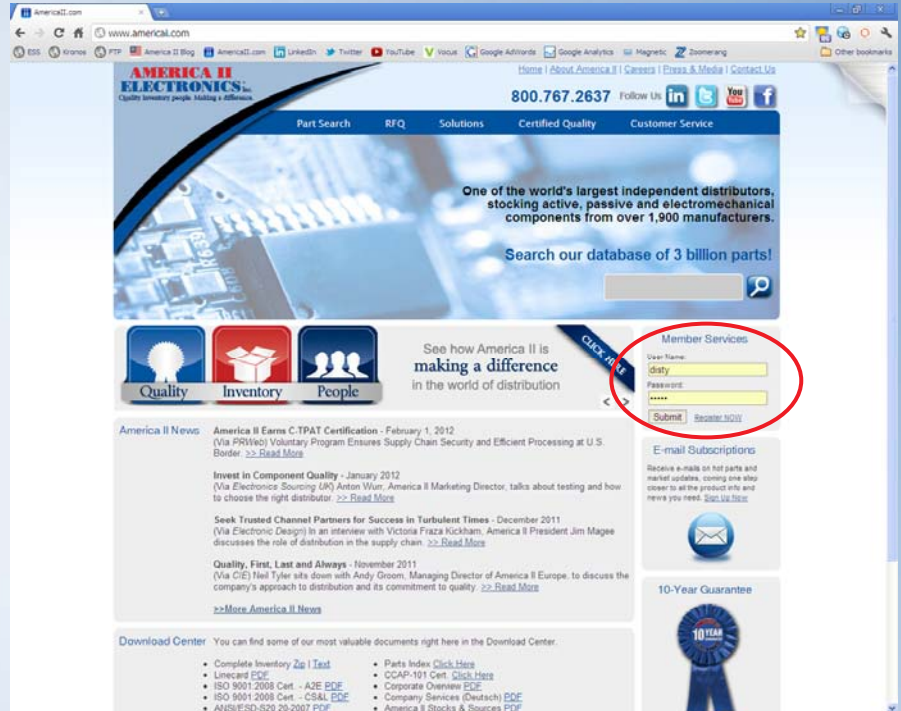 AmericaII.com
www.americaii.com
ESS Kronos FTP America II Blog AmericaII.com LinkedIn Twitter YouTube Vocus Google AdWords Google Analytics Magnetic Zoomerang Other bookmarks
AMERICA II
ELECTRONICS Inc.
Quality Inventory people. Making a difference.
Home | About America II | Careers | Press & Media | Contact Us
800.767.2637 Follow Us in You Tube f
Part Search RFQ Solutions Certified Quality Customer Service
One of the world's largest independent distributors,
stocking active, passive and electromechanical
components from over 1,900 manufacturers.
Search our database of 3 billion parts!
R639
Quality Inventory People
See how America II is
making a difference
in the world of distribution
CLICK HERE
< >
Member Services
User Name:
disty
Password:
•••••
Submit Register NOW
America II News
America II Earns C-TPAT Certification - February 1, 2012
(Via PRWeb) Voluntary Program Ensures Supply Chain Security and Efficient Processing at U.S.
Border. >> Read More
Invest in Component Quality - January 2012
(Via Electronics Sourcing UK) Anton Wurr, America II Marketing Director, talks about testing and how
to choose the right distributor. >> Read More
Seek Trusted Channel Partners for Success in Turbulent Times - December 2011
(Via Electronic Design) In an interview with Victoria Fraza Kickham, America II President Jim Magee
discusses the role of distribution in the supply chain. >> Read More
Quality, First, Last and Always - November 2011
(Via CIE) Neil Tyler sits down with Andy Groom, Managing Director of America II Europe, to discuss the
company's approach to distribution and its commitment to quality. >> Read More
>>More America II News
E-mail Subscriptions
Receive e-mails on hot parts and
market updates, coming one step
closer to all the product info and
news you need. Sign Up Now
10-Year Guarantee
10 YEAR
Download Center
You can find some of our most valuable documents right here in the Download Center.
• Complete Inventory Zip | Text
• Linecard PDF
• ISO 9001:2008 Cert. - A2E PDF
• ISO 9001:2008 Cert. - CS&L PDF
• ANSI/ESD-S20.20-2007 PDF
• Parts Index Click Here
• CCAP-101 Cert. Click Here
• Corporate Overview PDF
• Company Services (Deutsch) PDF
• America II Stocks & Sources PDF